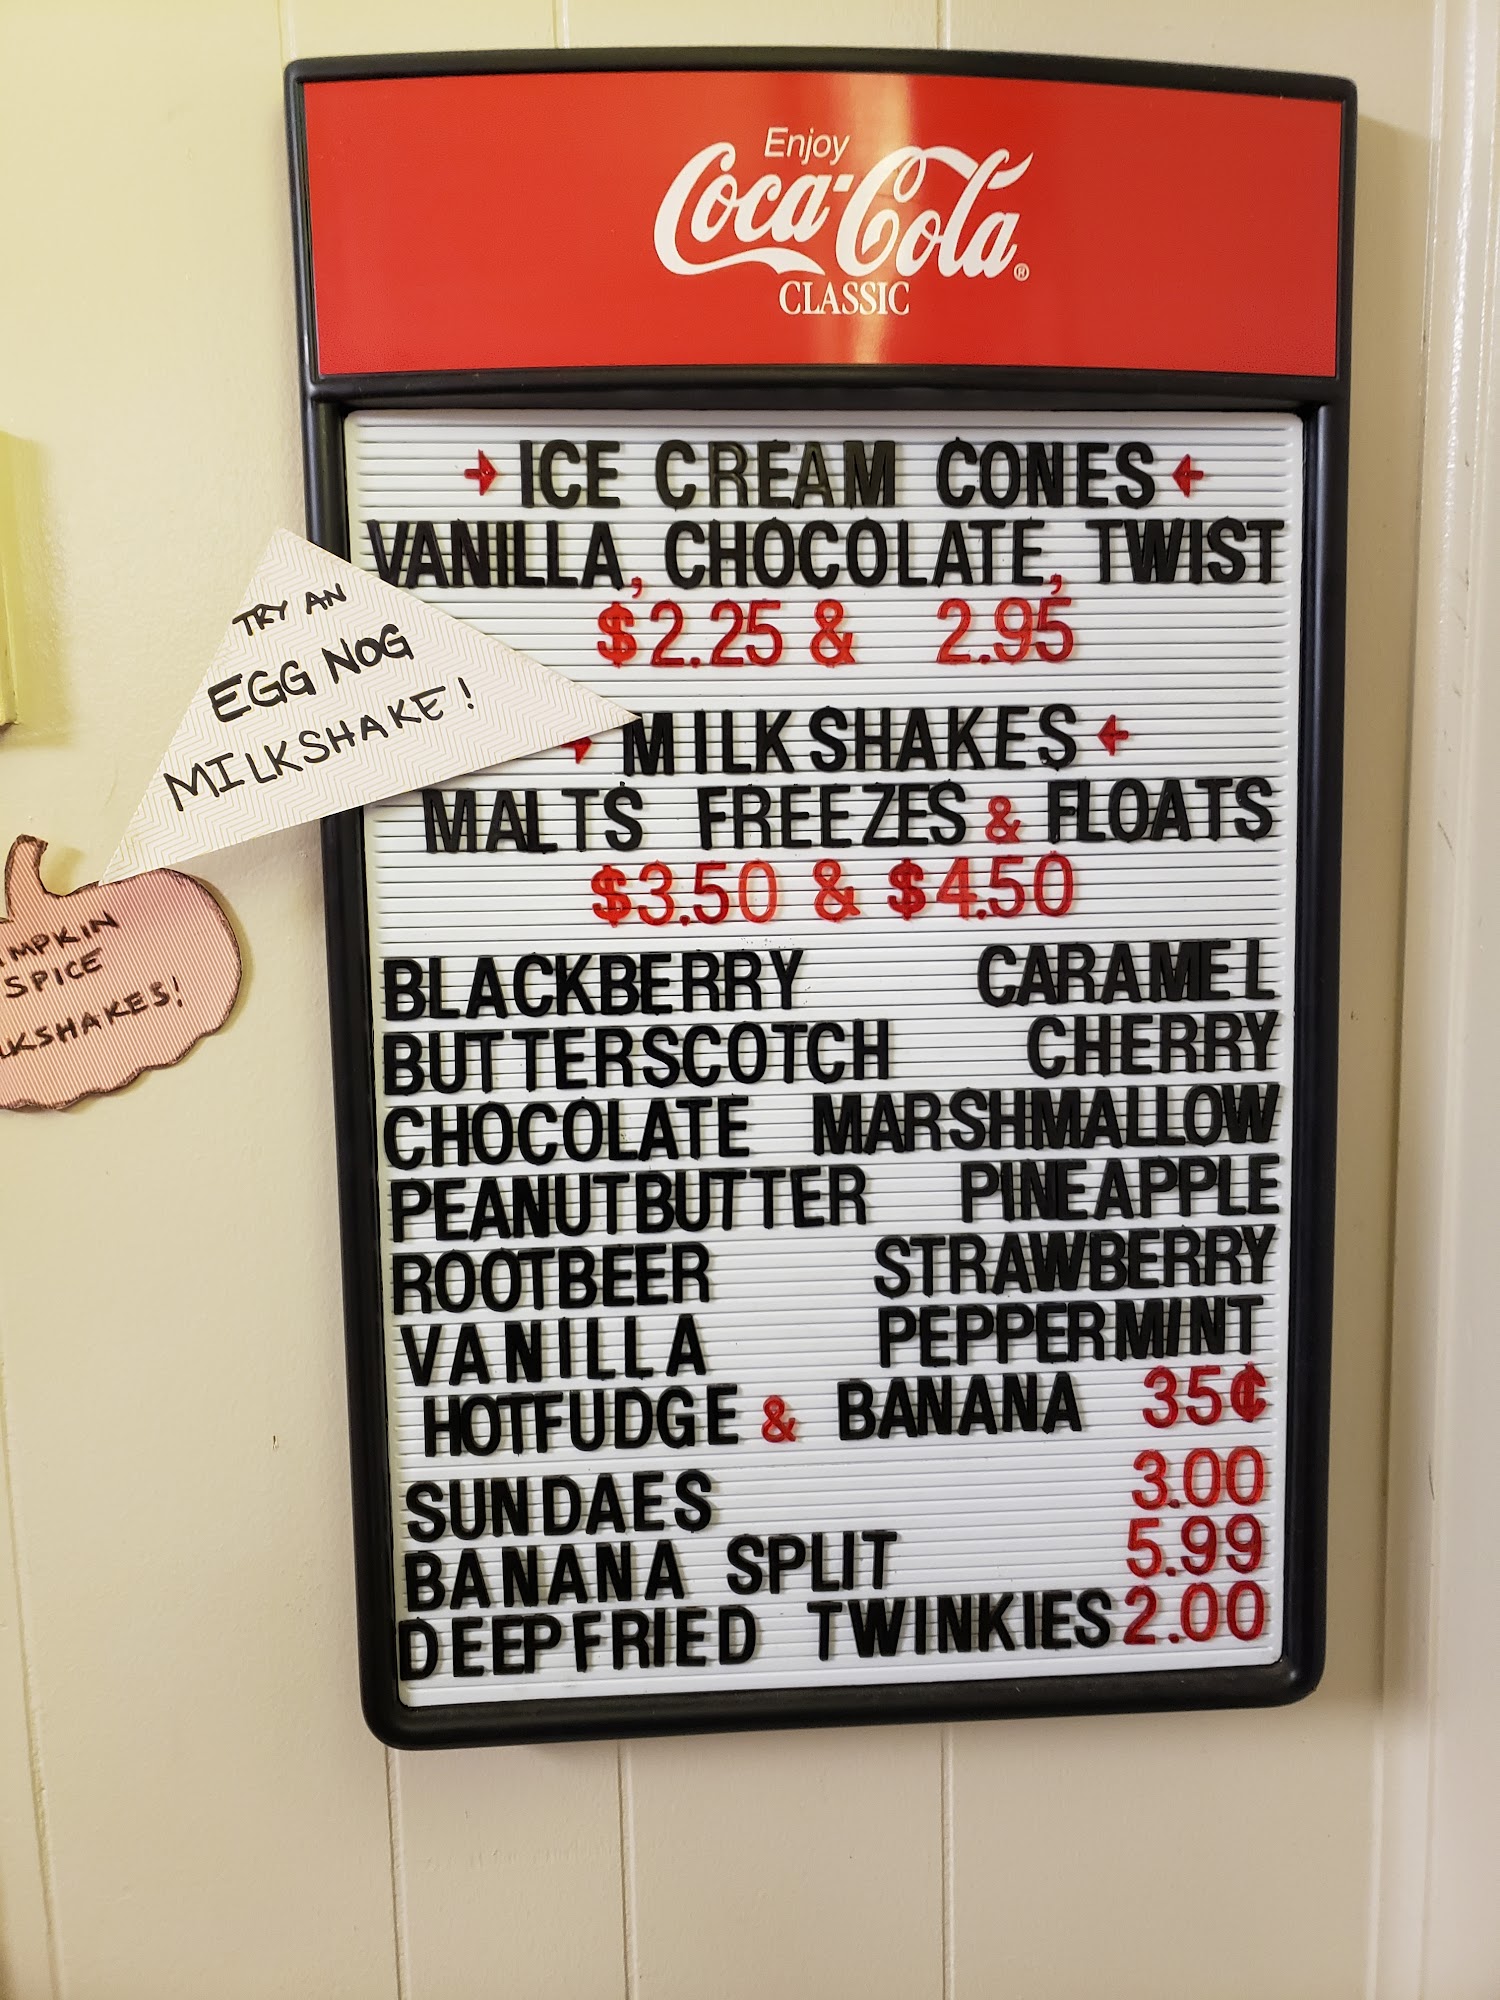 Enjoy
Coca-Cola®
CLASSIC
ICE CREAM CONES
VANILLA, CHOCOLATE, TWIST
$2.25 & 2.95
TRY AN
EGG NOG
MILKSHAKE!
MILKSHAKES
MALTS FREEZES & FLOATS
$3.50 & $4.50
SPICE
BLACKBERRY CARAMEL
BUTTERSCOTCH CHERRY
CHOCOLATE MARSHMALLOW
PEANUTBUTTER PINEAPPLE
ROOTBEER STRAWBERRY
VANILLA PEPPERMINT
HOTFUDGE & BANANA 35¢
SUNDAES 3.00
BANANA SPLIT 5.99
DEEPFRIED TWINKIES 2.00